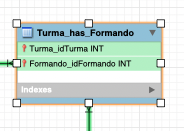 Turma_has_Formando
Turma_idTurma INT
Formando_idFormando INT
Indexes